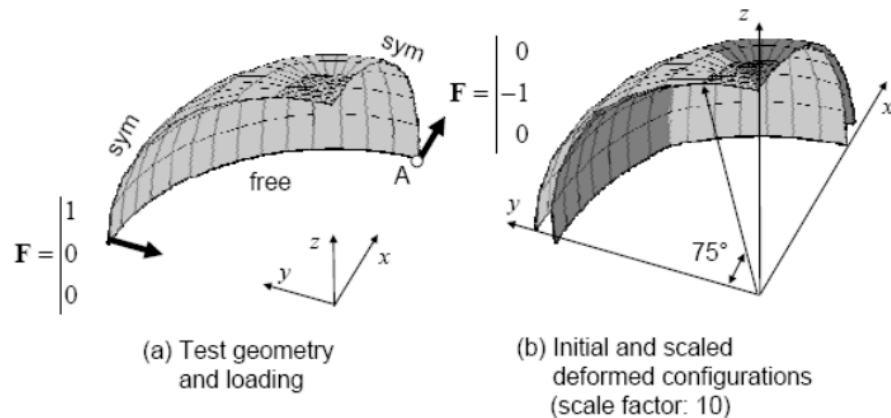 sym
sym
A
free
F = | 1 0 0
z
y
x
(a) Test geometry
and loading
F = | 0 −1 0
z
x
y
75°
(b) Initial and scaled
deformed configurations
(scale factor: 10)